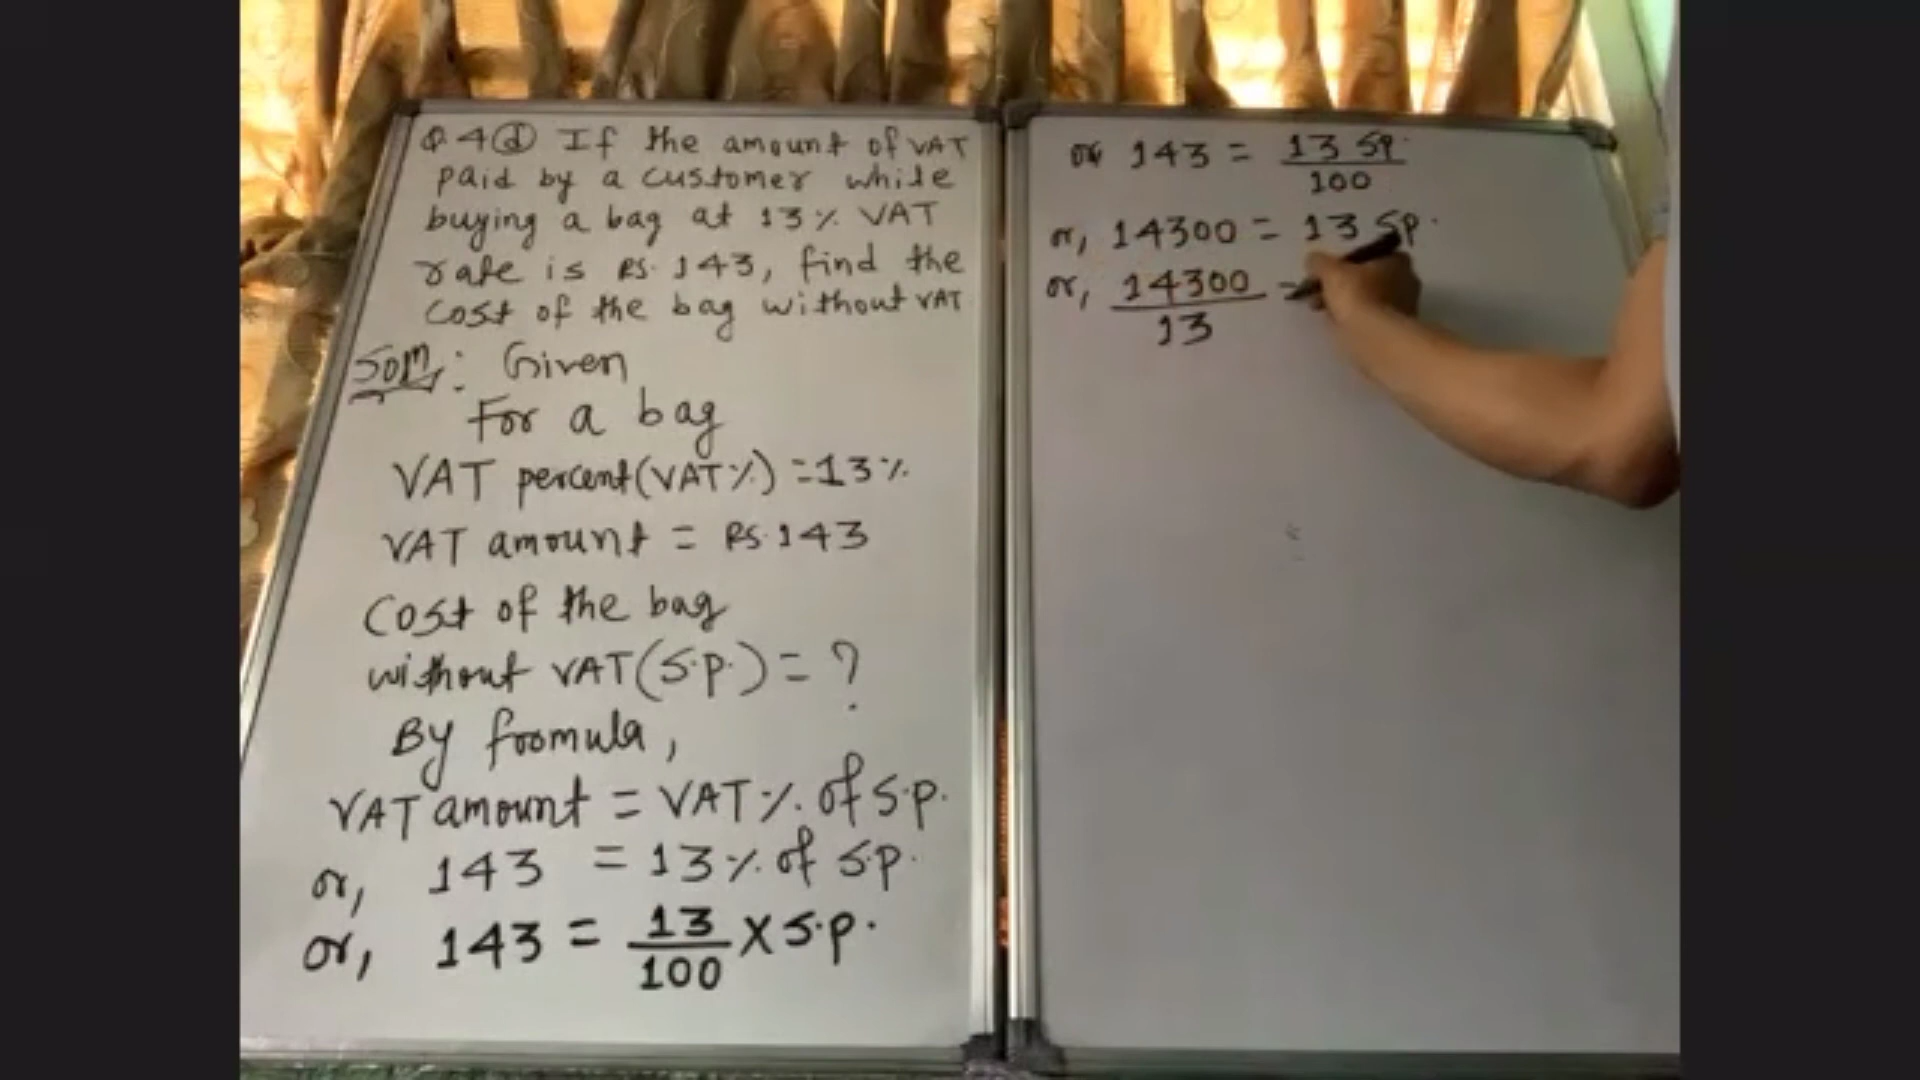 Q 4 (d) If the amount of VAT
paid by a customer while
buying a bag at 13% VAT
rate is RS. 143, find the
cost of the bag without VAT
Soln: Given
For a bag
VAT percent(VAT%) = 13%
VAT amount = RS. 143
Cost of the bag
without VAT(S.P.) = ?
By formula,
VAT amount = VAT% of S.P.
or, 143 = 13% of S.P.
or, 143 = 13/100 X S.P.
or 143 = 13 SP./100
or, 14300 = 13 SP.
or, 14300/13 =